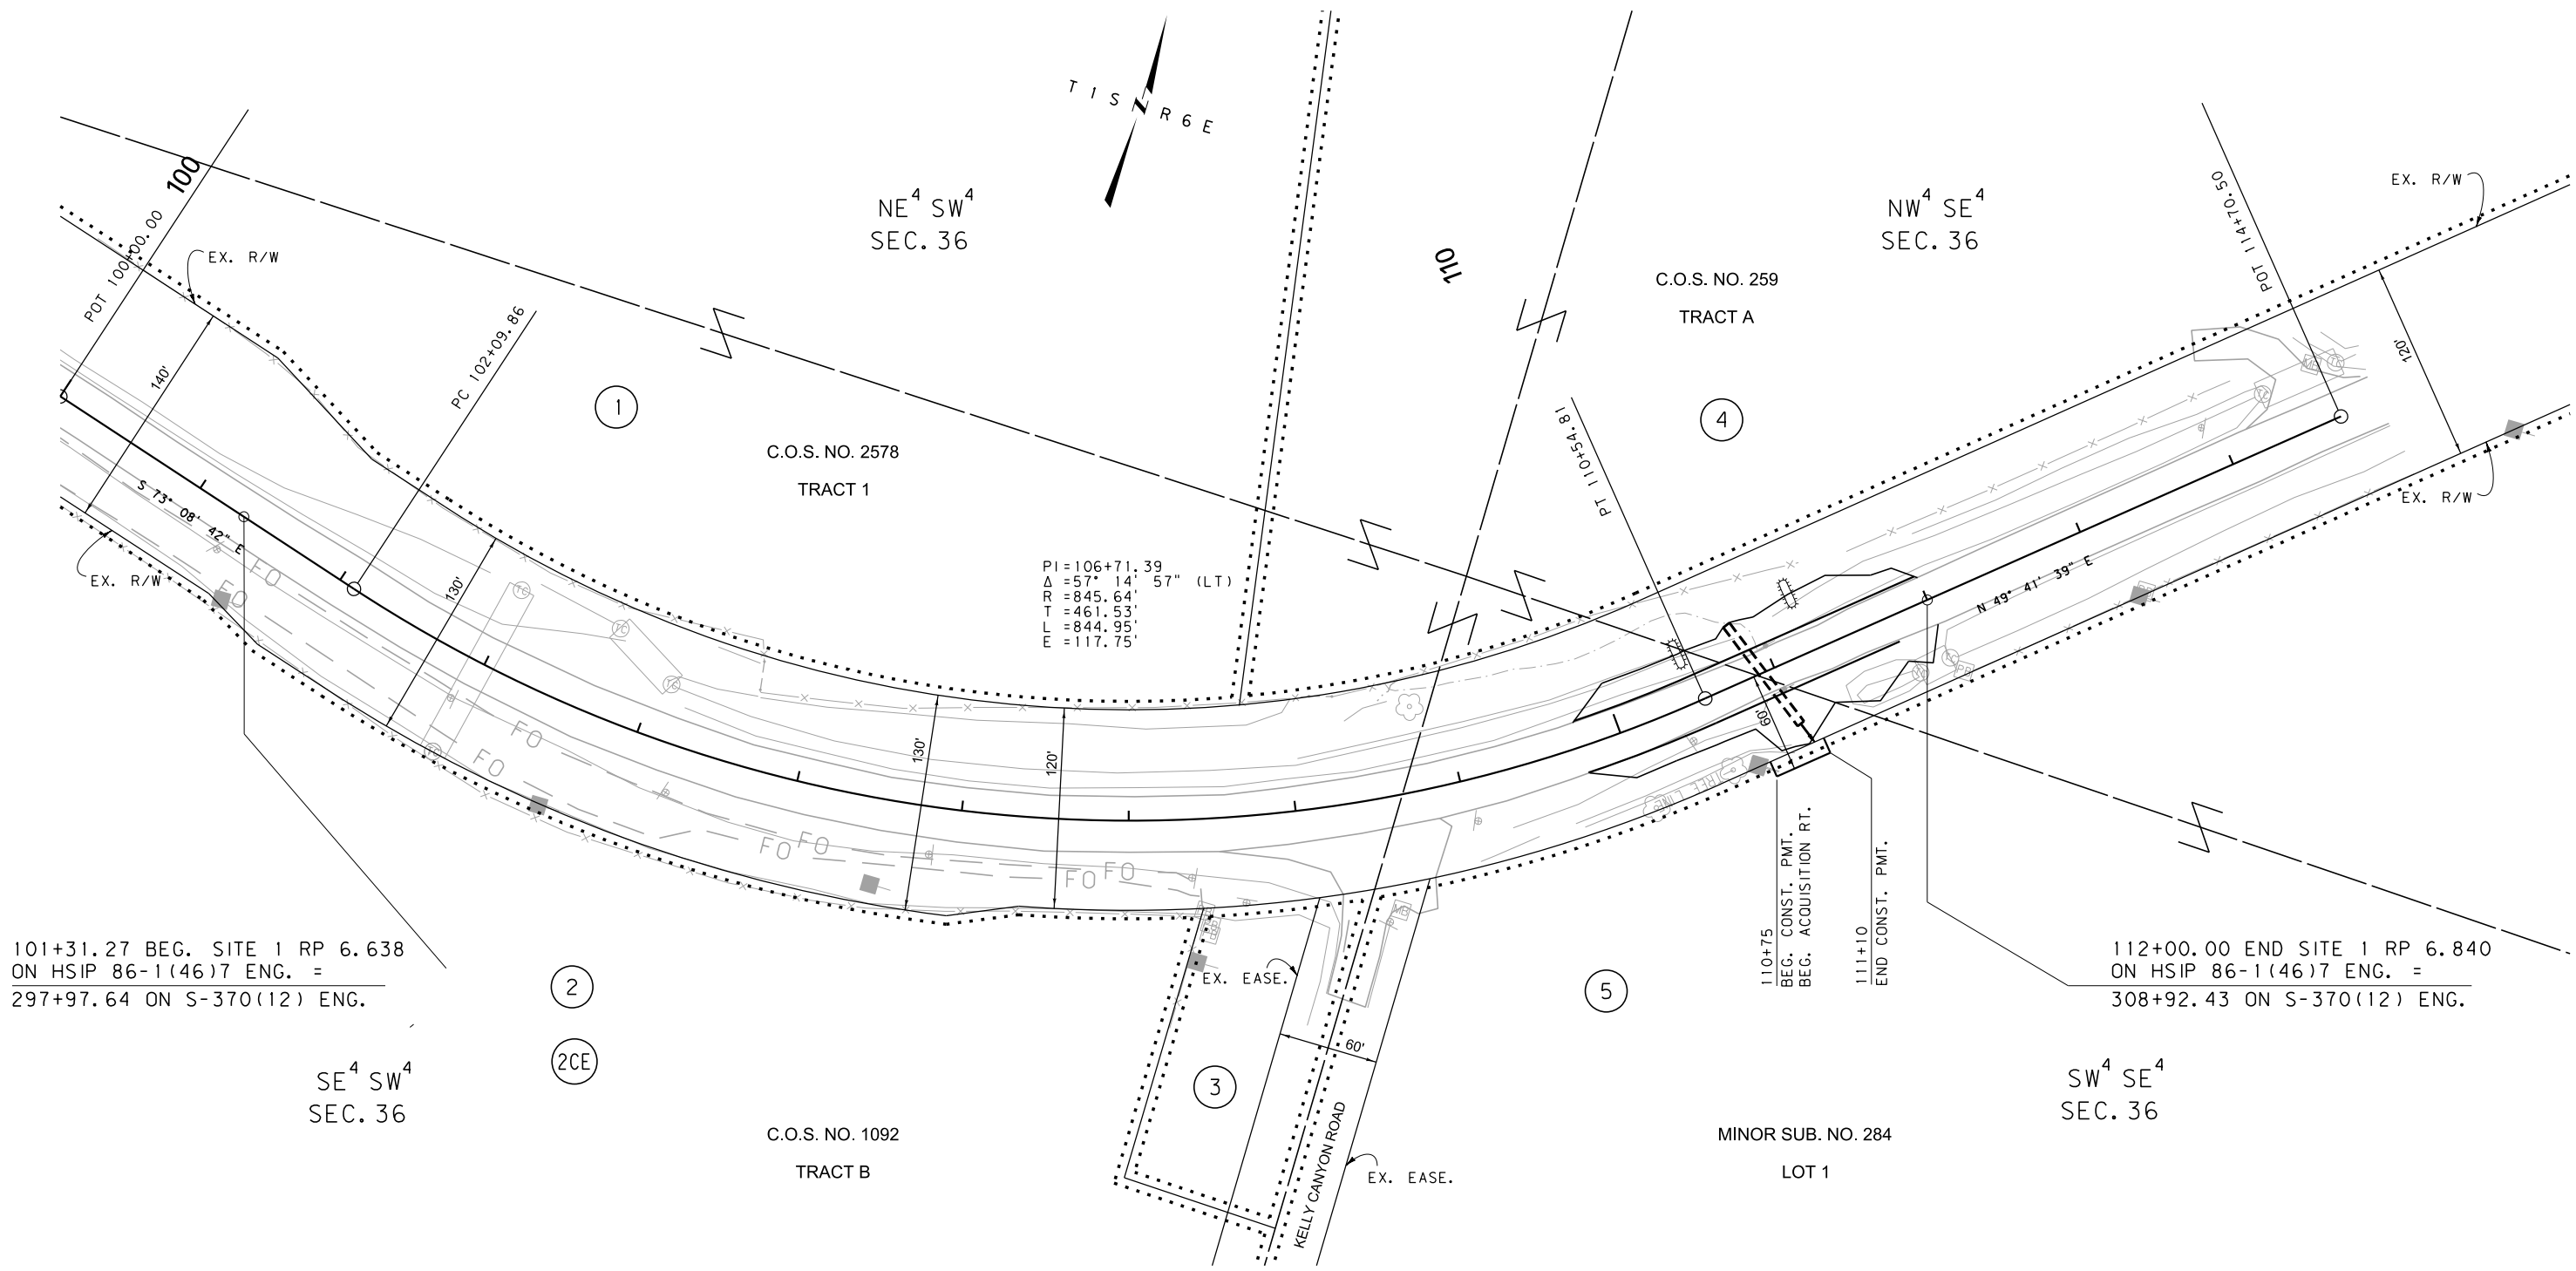 T 1 S R 6 E
100
POT 100+00.00
EX. R/W
140'
PC 102+09.86
NE⁴ SW⁴
SEC. 36
110
NW⁴ SE⁴
SEC. 36
C.O.S. NO. 259
TRACT A
POT 114+70.50
EX. R/W
120'
1
C.O.S. NO. 2578
TRACT 1
4
PT 110+54.81
S 73° 08' 42" E
EX. R/W
130'
PI=106+71.39
Δ =57° 14' 57" (LT)
R =845.64'
T =461.53'
L =844.95'
E =117.75'
N 49° 41' 39" E
EX. R/W
FO
FO
FO
FO
FO
FO
FO
FO
TC
TC
TC
MB
130'
120'
60'
TREE LINE
101+31.27 BEG. SITE 1 RP 6.638
ON HSIP 86-1(46)7 ENG. =
297+97.64 ON S-370(12) ENG.
2
2CE
SE⁴ SW⁴
SEC. 36
C.O.S. NO. 1092
TRACT B
EX. EASE.
MB
60'
3
KELLY CANYON ROAD
EX. EASE.
5
110+75
BEG. CONST. PMT.
BEG. ACQUISITION RT.
111+10
END CONST. PMT.
112+00.00 END SITE 1 RP 6.840
ON HSIP 86-1(46)7 ENG. =
308+92.43 ON S-370(12) ENG.
SW⁴ SE⁴
SEC. 36
MINOR SUB. NO. 284
LOT 1